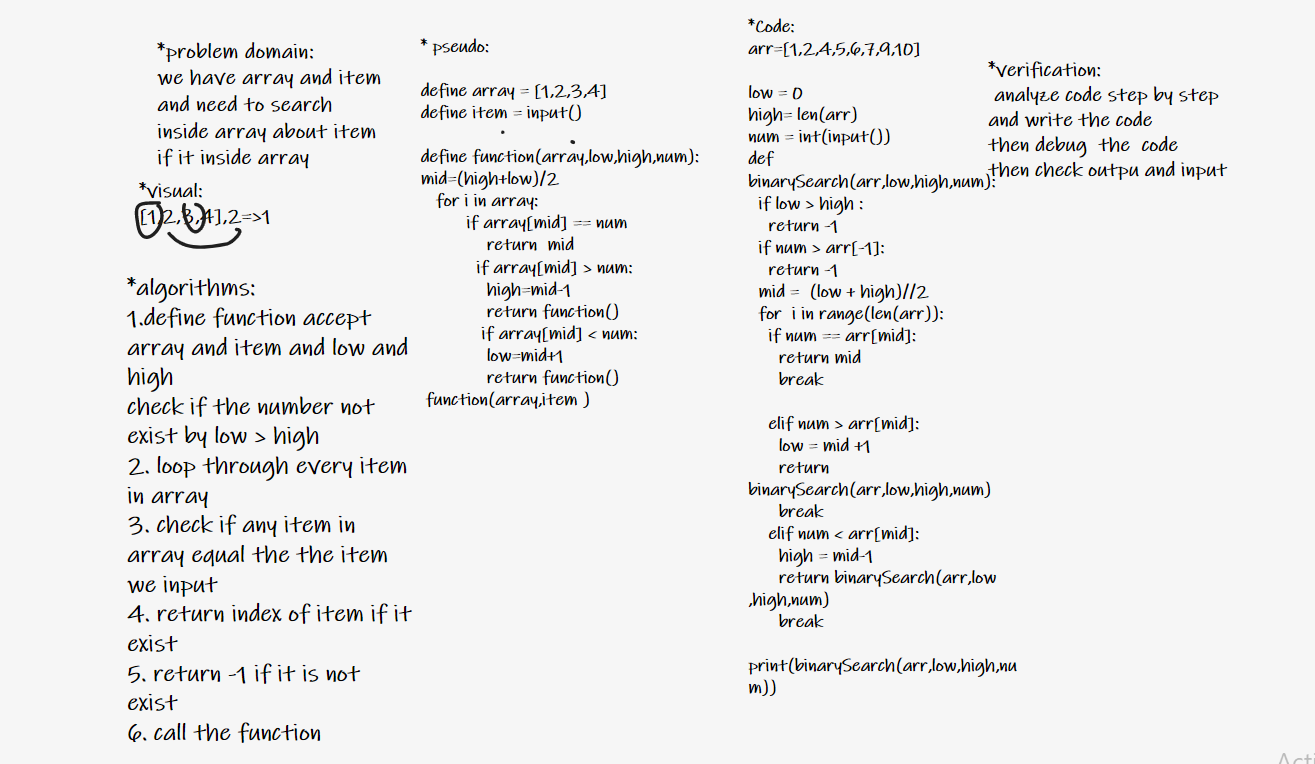 *problem domain:
we have array and item
and need to search
inside array about item
if it inside array
*visual:
[1,2,3,4],2=>1
*algorithms:
1.define function accept
array and item and low and
high
check if the number not
exist by low > high
2. loop through every item
in array
3. check if any item in
array equal the the item
we input
4. return index of item if it
exist
5. return -1 if it is not
exist
6. call the function
* pseudo:
define array = [1,2,3,4]
define item = input()
define function(array,low,high,num):
mid=(high+low)/2
for i in array:
if array[mid] == num
return mid
if array[mid] > num:
high=mid-1
return function()
if array[mid] < num:
low=mid+1
return function()
function(array,item )
*Code:
arr=[1,2,4,5,6,7,9,10]
low = 0
high= len(arr)
num = int(input())
def
binarySearch(arr,low,high,num):
if low > high :
return -1
if num > arr[-1]:
return -1
mid = (low + high)//2
for i in range(len(arr)):
if num == arr[mid]:
return mid
break
elif num > arr[mid]:
low = mid +1
return
binarySearch(arr,low,high,num)
break
elif num < arr[mid]:
high = mid-1
return binarySearch(arr,low
,high,num)
break
print(binarySearch(arr,low,high,nu
m))
*verification:
analyze code step by step
and write the code
then debug the code
then check outpu and input
Acti